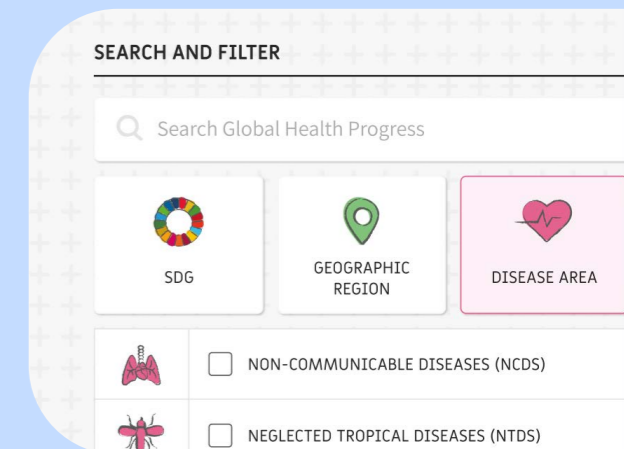 SEARCH AND FILTER
Search Global Health Progress
SDG
GEOGRAPHIC
REGION
DISEASE AREA
NON-COMMUNICABLE DISEASES (NCDS)
NEGLECTED TROPICAL DISEASES (NTDS)